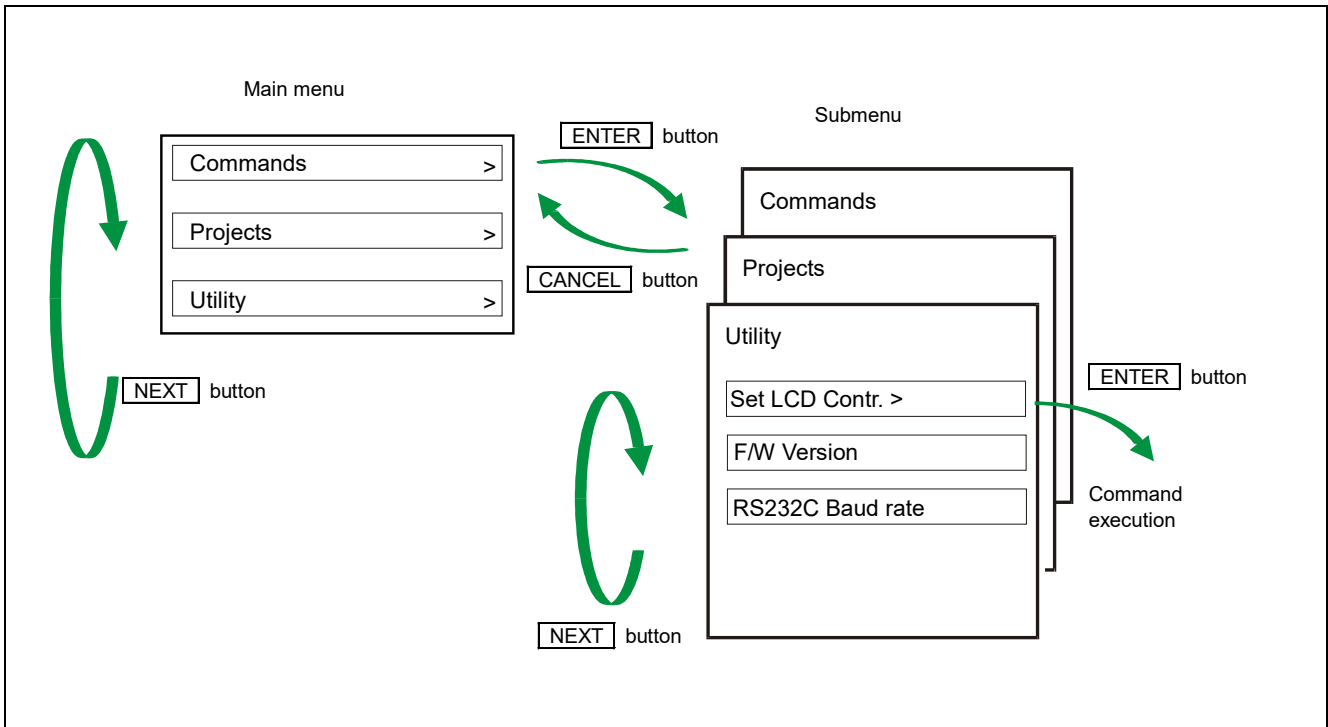 Main menu
Commands >
Projects >
Utility >
NEXT button
ENTER button
CANCEL button
Submenu
Commands
Projects
Utility
Set LCD Contr. >
F/W Version
RS232C Baud rate
NEXT button
ENTER button
Command
execution